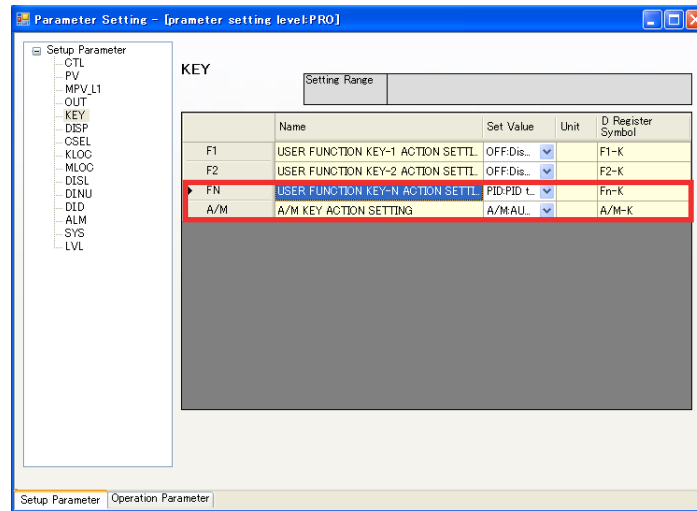 Parameter Setting - [prameter setting level:PRO]
Setup Parameter
CTL
PV
MPV_L1
OUT
KEY
DISP
CSEL
KLOC
MLOC
DISL
DINU
DID
ALM
SYS
LVL
KEY
Setting Range
Name Set Value Unit D Register Symbol
F1 USER FUNCTION KEY-1 ACTION SETTI... OFF:Dis... F1-K
F2 USER FUNCTION KEY-2 ACTION SETTI... OFF:Dis... F2-K
FN USER FUNCTION KEY-N ACTION SETTI... PID:PID t... Fn-K
A/M A/M KEY ACTION SETTING A/M:AU... A/M-K
Setup Parameter Operation Parameter